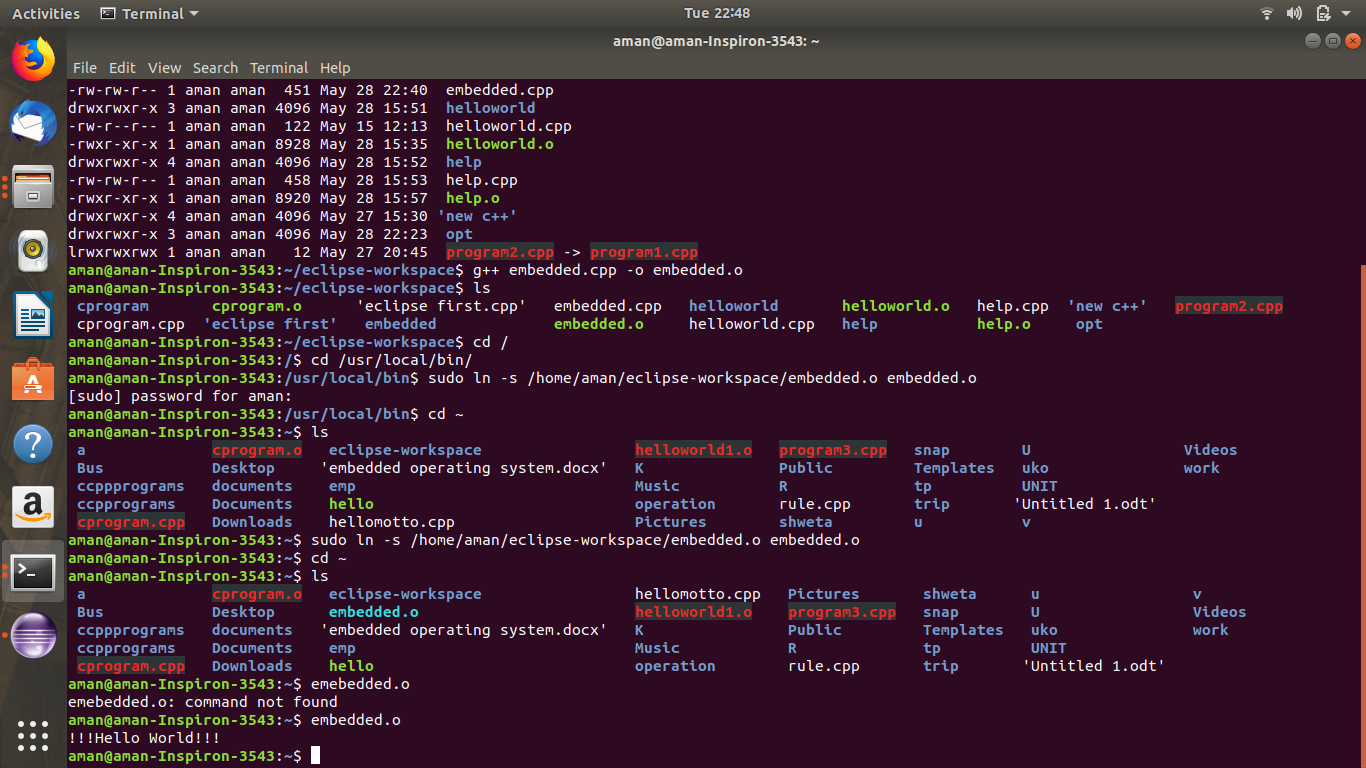 Activities Terminal Tue 22:48
aman@aman-Inspiron-3543: ~
File Edit View Search Terminal Help
-rw-rw-r-- 1 aman aman  451 May 28 22:40  embedded.cpp
drwxrwxr-x 3 aman aman 4096 May 28 15:51  helloworld
-rw-r--r-- 1 aman aman  122 May 15 12:13  helloworld.cpp
-rwxr-xr-x 1 aman aman 8928 May 28 15:35  helloworld.o
drwxrwxr-x 4 aman aman 4096 May 28 15:52  help
-rw-rw-r-- 1 aman aman  458 May 28 15:53  help.cpp
-rwxr-xr-x 1 aman aman 8920 May 28 15:57  help.o
drwxrwxr-x 4 aman aman 4096 May 27 15:30 'new c++'
drwxrwxr-x 3 aman aman 4096 May 28 22:23  opt
lrwxrwxrwx 1 aman aman   12 May 27 20:45  program2.cpp -> program1.cpp
aman@aman-Inspiron-3543:~/eclipse-workspace$ g++ embedded.cpp -o embedded.o
aman@aman-Inspiron-3543:~/eclipse-workspace$ ls
cprogram cprogram.o 'eclipse first.cpp' embedded.cpp helloworld helloworld.o help.cpp 'new c++' program2.cpp
cprogram.cpp 'eclipse first' embedded embedded.o helloworld.cpp help help.o opt
aman@aman-Inspiron-3543:~/eclipse-workspace$ cd /
aman@aman-Inspiron-3543:/$ cd /usr/local/bin/
aman@aman-Inspiron-3543:/usr/local/bin$ sudo ln -s /home/aman/eclipse-workspace/embedded.o embedded.o
[sudo] password for aman:
aman@aman-Inspiron-3543:/usr/local/bin$ cd ~
aman@aman-Inspiron-3543:~$ ls
a cprogram.o eclipse-workspace helloworld1.o program3.cpp snap U Videos
Bus Desktop 'embedded operating system.docx' K Public Templates uko work
ccppprograms documents emp Music R tp UNIT
ccpprograms Documents hello operation rule.cpp trip 'Untitled 1.odt'
cprogram.cpp Downloads hellomotto.cpp Pictures shweta u v
aman@aman-Inspiron-3543:~$ sudo ln -s /home/aman/eclipse-workspace/embedded.o embedded.o
aman@aman-Inspiron-3543:~$ cd ~
aman@aman-Inspiron-3543:~$ ls
a cprogram.o eclipse-workspace hellomotto.cpp Pictures shweta u v
Bus Desktop embedded.o helloworld1.o program3.cpp snap U Videos
ccppprograms documents 'embedded operating system.docx' K Public Templates uko work
ccpprograms Documents emp Music R tp UNIT
cprogram.cpp Downloads hello operation rule.cpp trip 'Untitled 1.odt'
aman@aman-Inspiron-3543:~$ emebedded.o
emebedded.o: command not found
aman@aman-Inspiron-3543:~$ embedded.o
!!!Hello World!!!
aman@aman-Inspiron-3543:~$